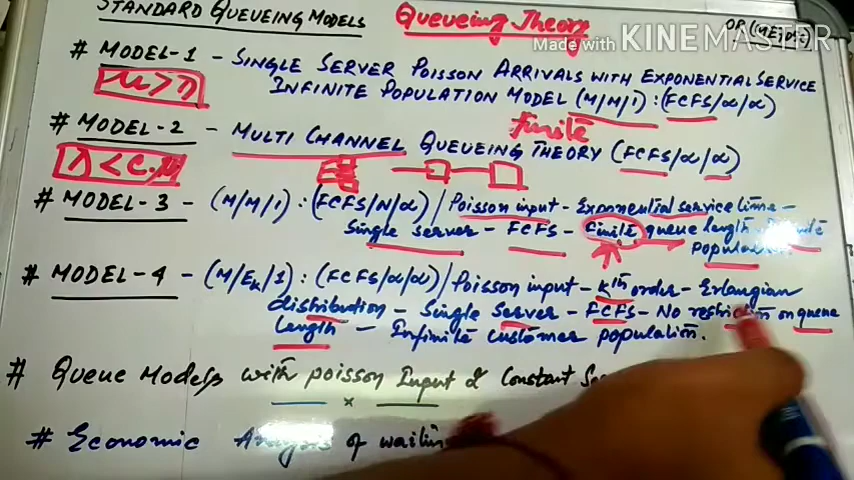 STANDARD QUEUEING MODELS Queueing Theory
Made with KINEMASTER
# MODEL-1 - SINGLE SERVER POISSON ARRIVALS WITH EXPONENTIAL SERVICE
μ > λ INFINITE POPULATION MODEL (M/M/1) : (FCFS/α/α)
finite
# MODEL-2 - MULTI CHANNEL QUEUEING THEORY (FCFS/α/α)
λ < c.μ
# MODEL-3 - (M/M/1) : (FCFS/N/α) / Poisson input - Exponential service time -
Single server - FCFS - Finite queue length -
Population
# MODEL-4 - (M/Ek/1) : (FCFS/α/α) / Poisson input - kth order - Erlangian
distribution - Single Server - FCFS - No restriction on queue
length - Infinite customer population.
# Queue Models with poisson Input & Constant
# Economic Analysis of